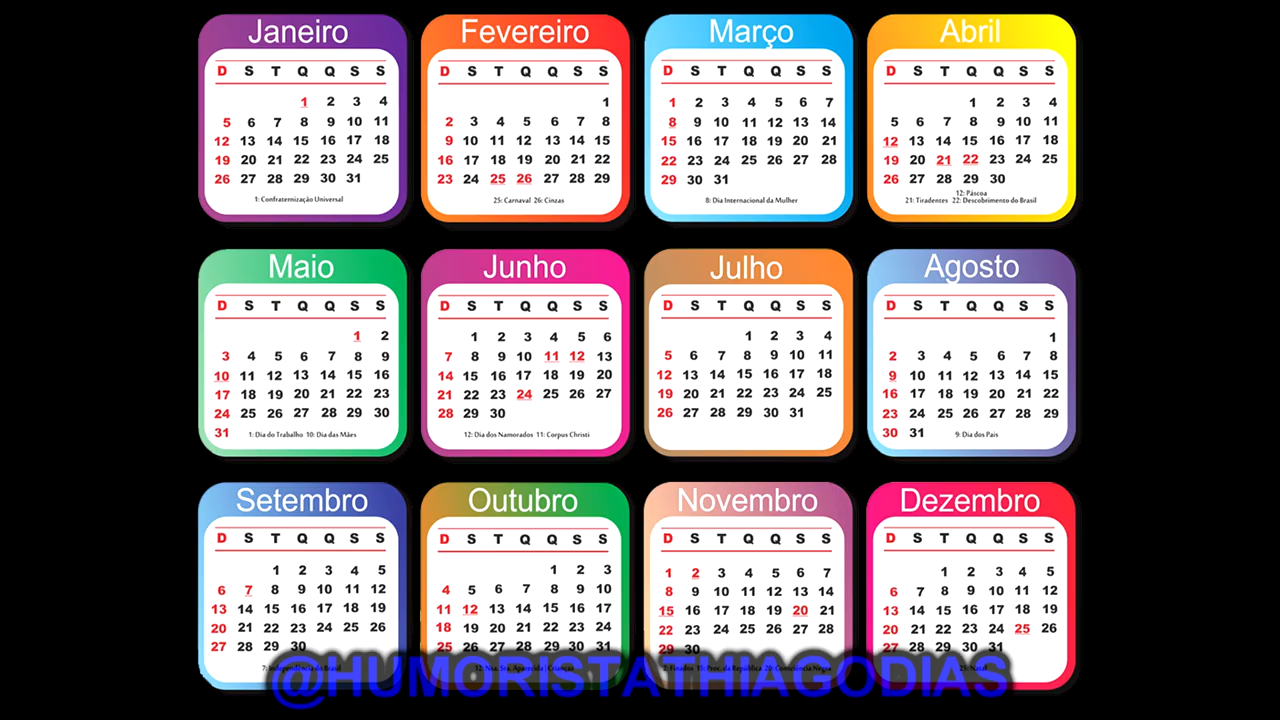 Janeiro
D S T Q Q S S
1 2 3 4
5 6 7 8 9 10 11
12 13 14 15 16 17 18
19 20 21 22 23 24 25
26 27 28 29 30 31
1: Confraternização Universal
Fevereiro
D S T Q Q S S
1
2 3 4 5 6 7 8
9 10 11 12 13 14 15
16 17 18 19 20 21 22
23 24 25 26 27 28 29
25: Carnaval 26: Cinzas
Março
D S T Q Q S S
1 2 3 4 5 6 7
8 9 10 11 12 13 14
15 16 17 18 19 20 21
22 23 24 25 26 27 28
29 30 31
8: Dia Internacional da Mulher
Abril
D S T Q Q S S
1 2 3 4
5 6 7 8 9 10 11
12 13 14 15 16 17 18
19 20 21 22 23 24 25
26 27 28 29 30
12: Páscoa
21: Tiradentes 22: Descobrimento do Brasil
Maio
D S T Q Q S S
1 2
3 4 5 6 7 8 9
10 11 12 13 14 15 16
17 18 19 20 21 22 23
24 25 26 27 28 29 30
31
1: Dia do Trabalho 10: Dia das Mães
Junho
D S T Q Q S S
1 2 3 4 5 6
7 8 9 10 11 12 13
14 15 16 17 18 19 20
21 22 23 24 25 26 27
28 29 30
12: Dia dos Namorados 11: Corpus Christi
Julho
D S T Q Q S S
1 2 3 4
5 6 7 8 9 10 11
12 13 14 15 16 17 18
19 20 21 22 23 24 25
26 27 28 29 30 31
Agosto
D S T Q Q S S
1
2 3 4 5 6 7 8
9 10 11 12 13 14 15
16 17 18 19 20 21 22
23 24 25 26 27 28 29
30 31
9: Dia dos Pais
Setembro
D S T Q Q S S
1 2 3 4 5
6 7 8 9 10 11 12
13 14 15 16 17 18 19
20 21 22 23 24 25 26
27 28 29 30
7: Independência do Brasil
Outubro
D S T Q Q S S
1 2 3
4 5 6 7 8 9 10
11 12 13 14 15 16 17
18 19 20 21 22 23 24
25 26 27 28 29 30 31
12: Nsa. Sra. Aparecida | Crianças
Novembro
D S T Q Q S S
1 2 3 4 5 6 7
8 9 10 11 12 13 14
15 16 17 18 19 20 21
22 23 24 25 26 27 28
29 30
2: Finados 15: Proc. da República 20: Consciência Negra
Dezembro
D S T Q Q S S
1 2 3 4 5
6 7 8 9 10 11 12
13 14 15 16 17 18 19
20 21 22 23 24 25 26
27 28 29 30 31
25: Natal
@HUMORISTATHIAGODIAS